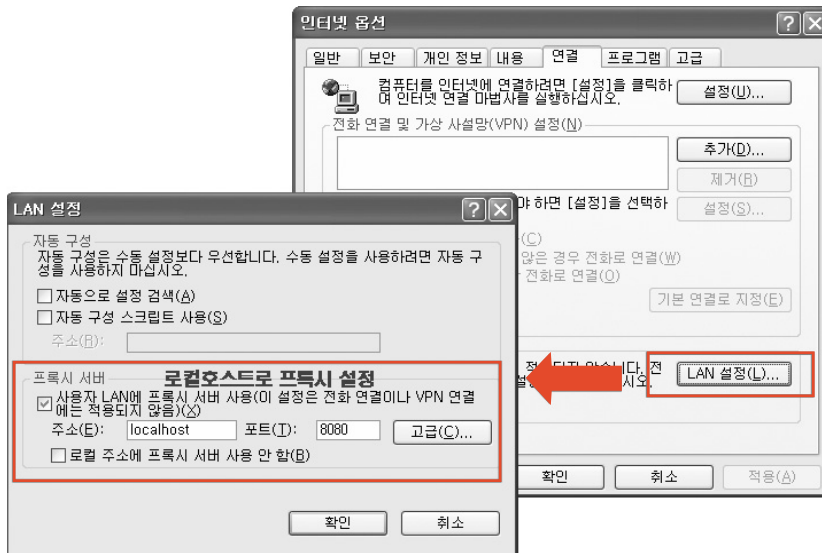 인터넷 옵션
일반 보안 개인 정보 내용 연결 프로그램 고급
컴퓨터를 인터넷에 연결하려면 [설정]을 클릭하
며 인터넷 연결 마법사를 실행하십시오.
설정(U)...
전화 연결 및 가상 사설망(VPN) 설정(N)
추가(D)...
제거(R)
야 하면 [설정]을 선택하
설정(S)...
(C)
않은 경우 전화로 연결(W)
전화로 연결(O)
기본 연결로 지정(E)
적용되지 않습니다. 전
시오.
LAN 설정(L)...
확인 취소 적용(A)
LAN 설정
자동 구성
자동 구성은 수동 설정보다 우선합니다. 수동 설정을 사용하려면 자동 구
성을 사용하지 마십시오.
자동으로 설정 검색(A)
자동 구성 스크립트 사용(S)
주소(R):
프록시 서버
로컬호스트로 프록시 설정
사용자 LAN에 프록시 서버 사용(이 설정은 전화 연결이나 VPN 연결
에는 적용되지 않음)(X)
주소(E): localhost 포트(T): 8080 고급(C)...
로컬 주소에 프록시 서버 사용 안 함(B)
확인 취소